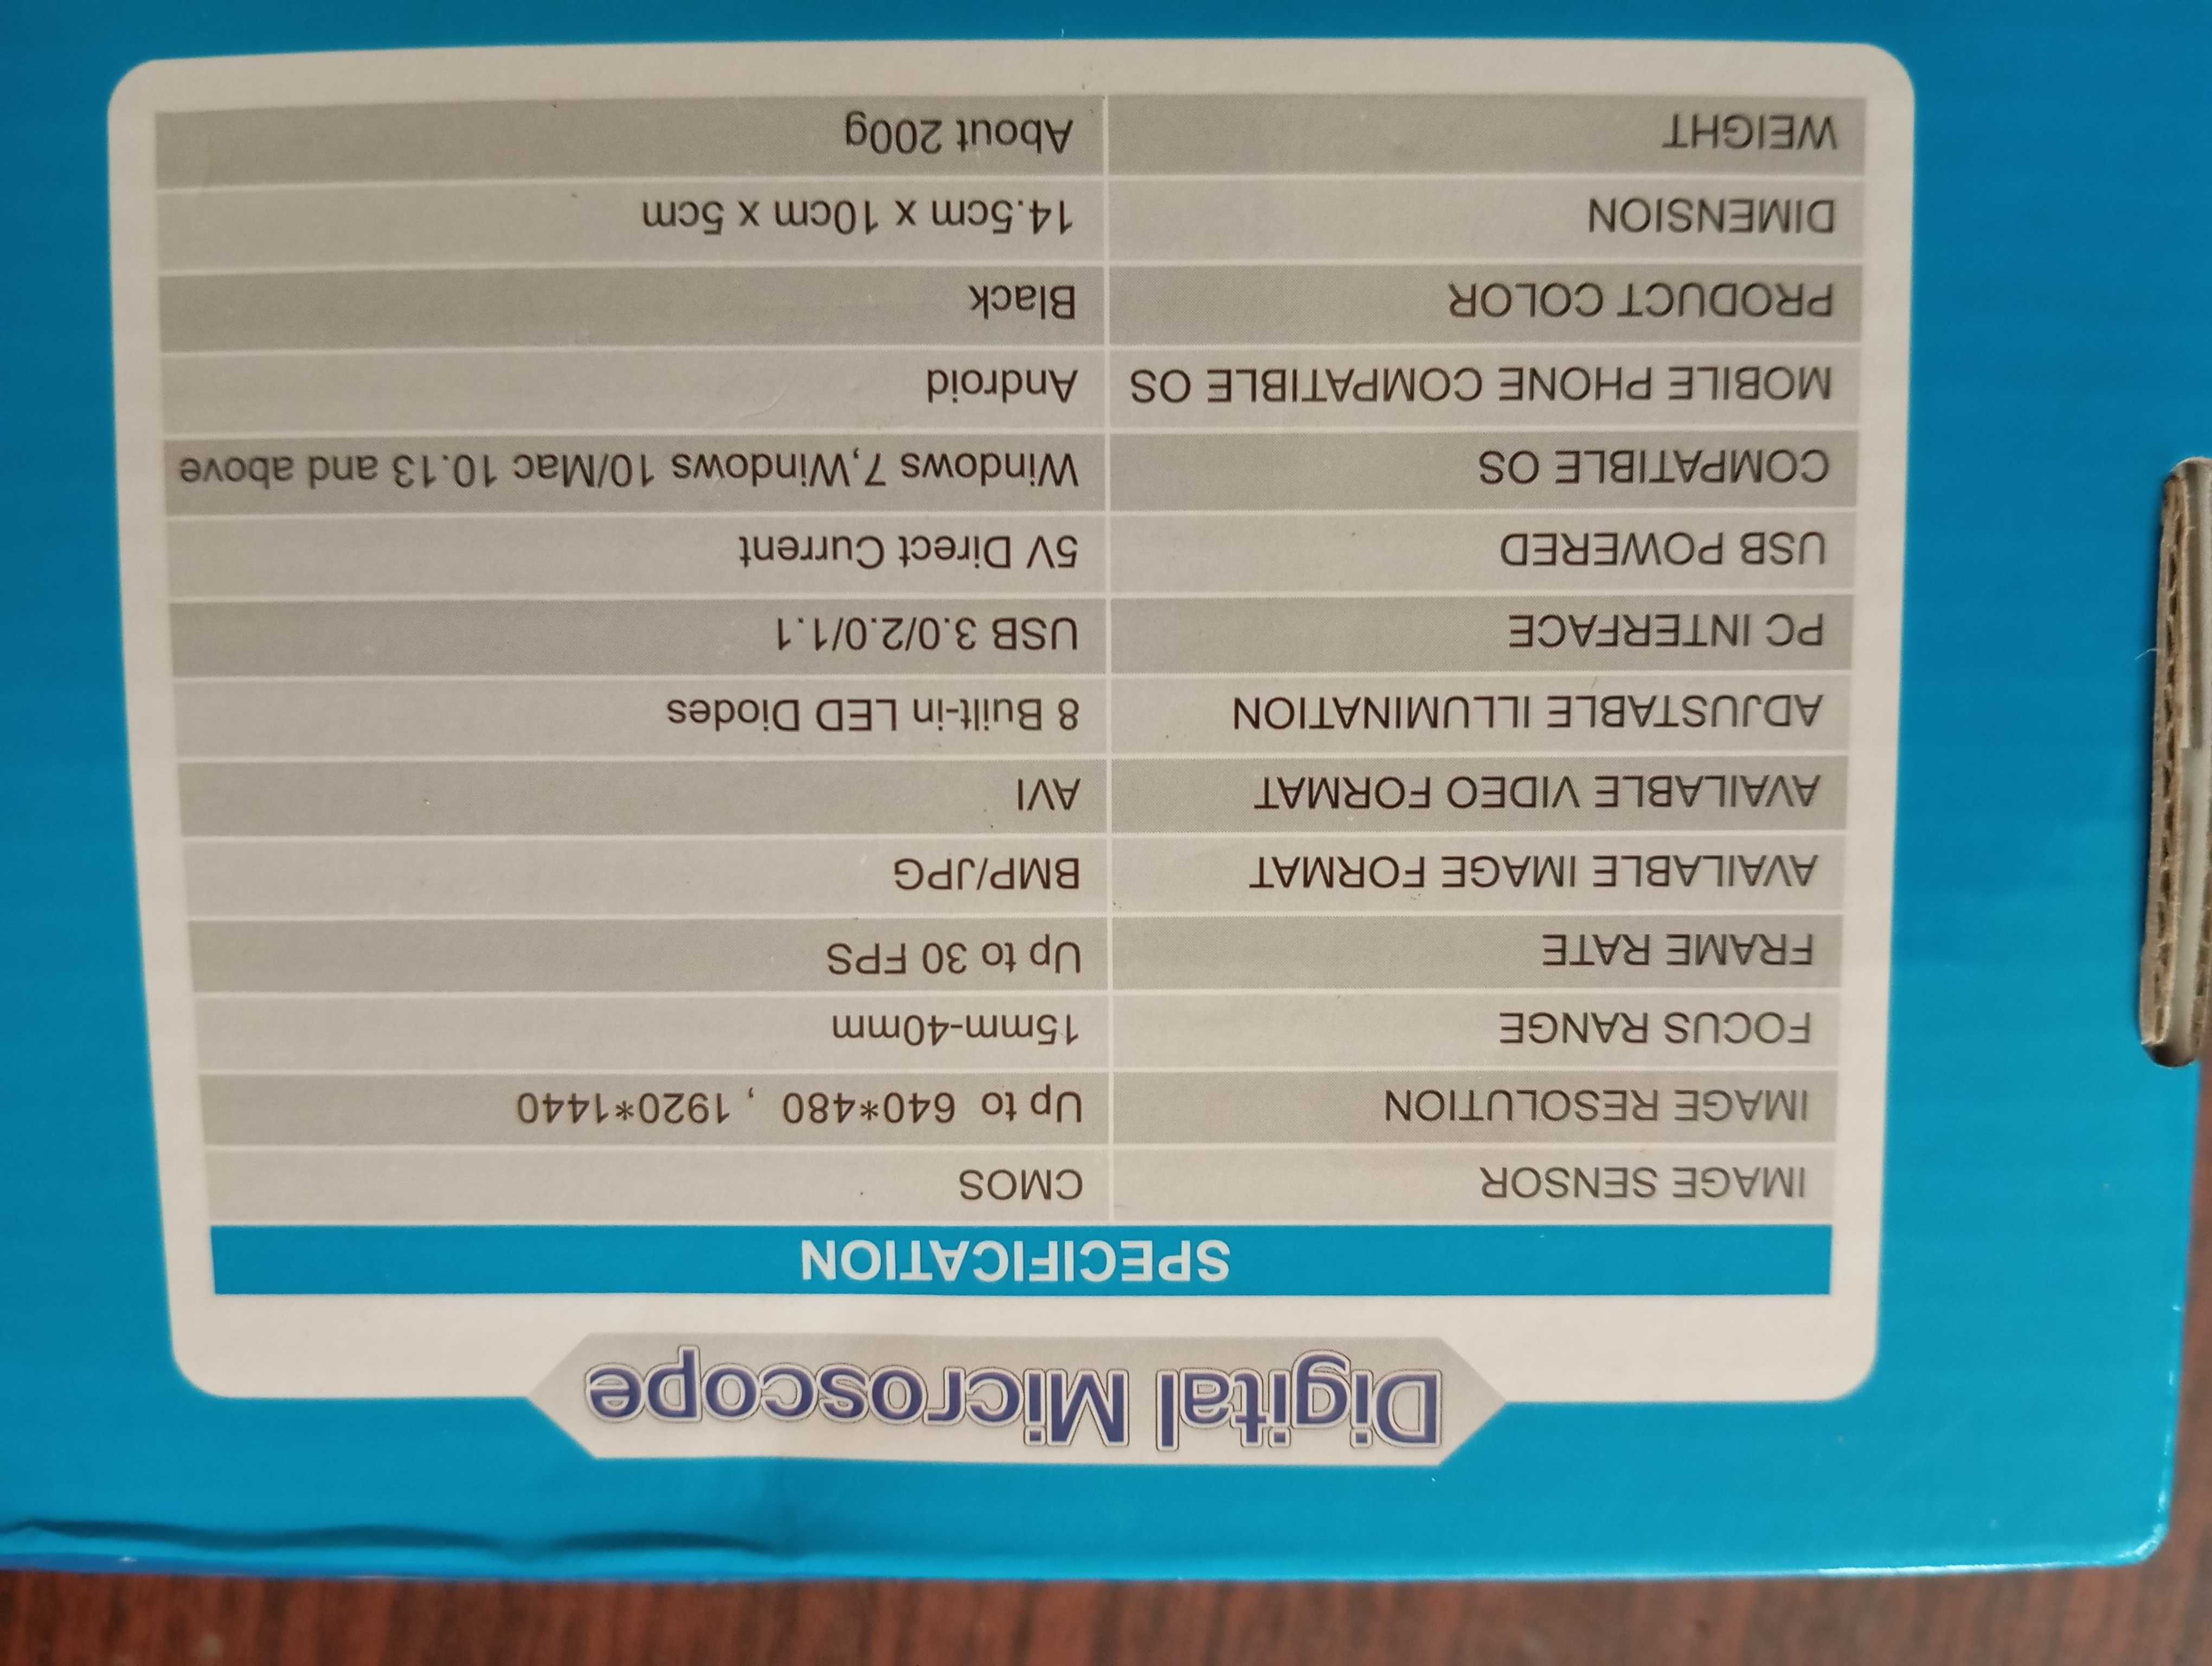 Digital Microscope
SPECIFICATION
IMAGE SENSOR CMOS
IMAGE RESOLUTION Up to 640*480 , 1920*1440
FOCUS RANGE 15mm-40mm
FRAME RATE Up to 30 FPS
AVAILABLE IMAGE FORMAT BMP/JPG
AVAILABLE VIDEO FORMAT AVI
ADJUSTABLE ILLUMINATION 8 Built-in LED Diodes
PC INTERFACE USB 3.0/2.0/1.1
USB POWERED 5V Direct Current
COMPATIBLE OS Windows 7,Windows 10/Mac 10.13 and above
MOBILE PHONE COMPATIBLE OS Android
PRODUCT COLOR Black
DIMENSION 14.5cm x 10cm x 5cm
WEIGHT About 200g